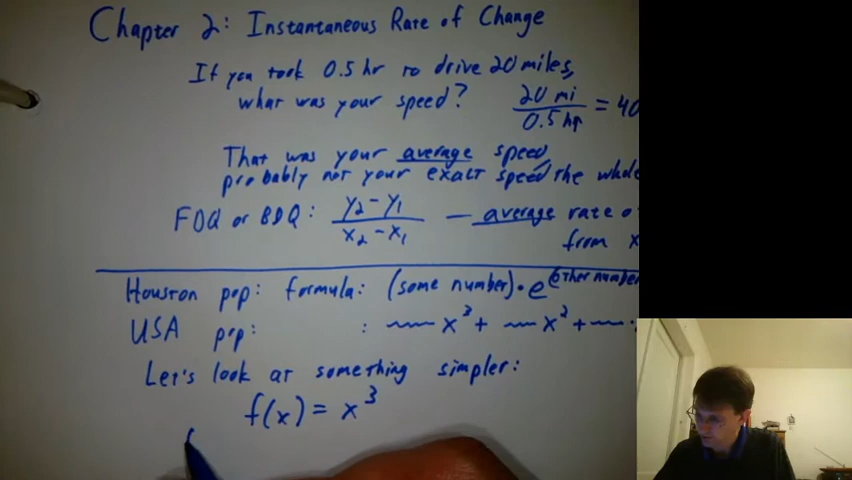 Chapter 2: Instantaneous Rate of Change
If you took 0.5 hr to drive 20 miles,
what was your speed? 20 mi / 0.5 hr = 40
That was your average speed,
probably not your exact speed the whole
FDQ or BDQ: y₂-y₁ / x₂-x₁ — average rate o
from x
Houston pop: formula: (some number)·e^(other number
USA pop: : ~~~ x³ + ~~~ x² + ~~~
Let's look at something simpler:
f(x) = x³